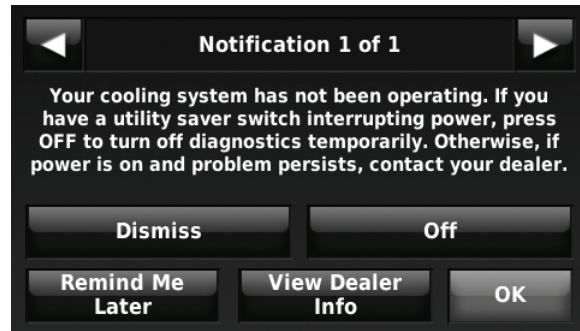 Notification 1 of 1
Your cooling system has not been operating. If you
have a utility saver switch interrupting power, press
OFF to turn off diagnostics temporarily. Otherwise, if
power is on and problem persists, contact your dealer.
Dismiss
Off
Remind Me
Later
View Dealer
Info
OK